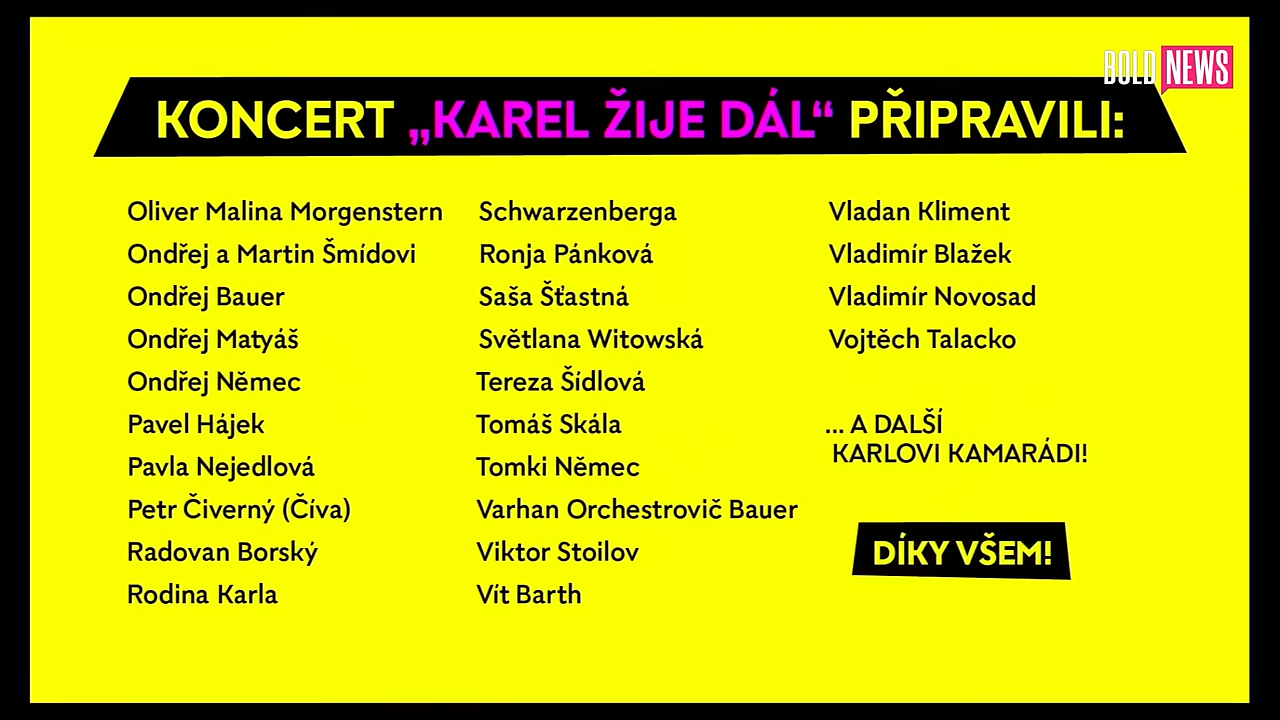 BOLD NEWS
KONCERT „KAREL ŽIJE DÁL“ PŘIPRAVILI:
Oliver Malina Morgenstern
Ondřej a Martin Šmídovi
Ondřej Bauer
Ondřej Matyáš
Ondřej Němec
Pavel Hájek
Pavla Nejedlová
Petr Čiverný (Číva)
Radovan Borský
Rodina Karla
Schwarzenberga
Ronja Pánková
Saša Šťastná
Světlana Witowská
Tereza Šídlová
Tomáš Skála
Tomki Němec
Varhan Orchestrovič Bauer
Viktor Stoilov
Vít Barth
Vladan Kliment
Vladimír Blažek
Vladimír Novosad
Vojtěch Talacko
... A DALŠÍ
KARLOVI KAMARÁDI!
DÍKY VŠEM!